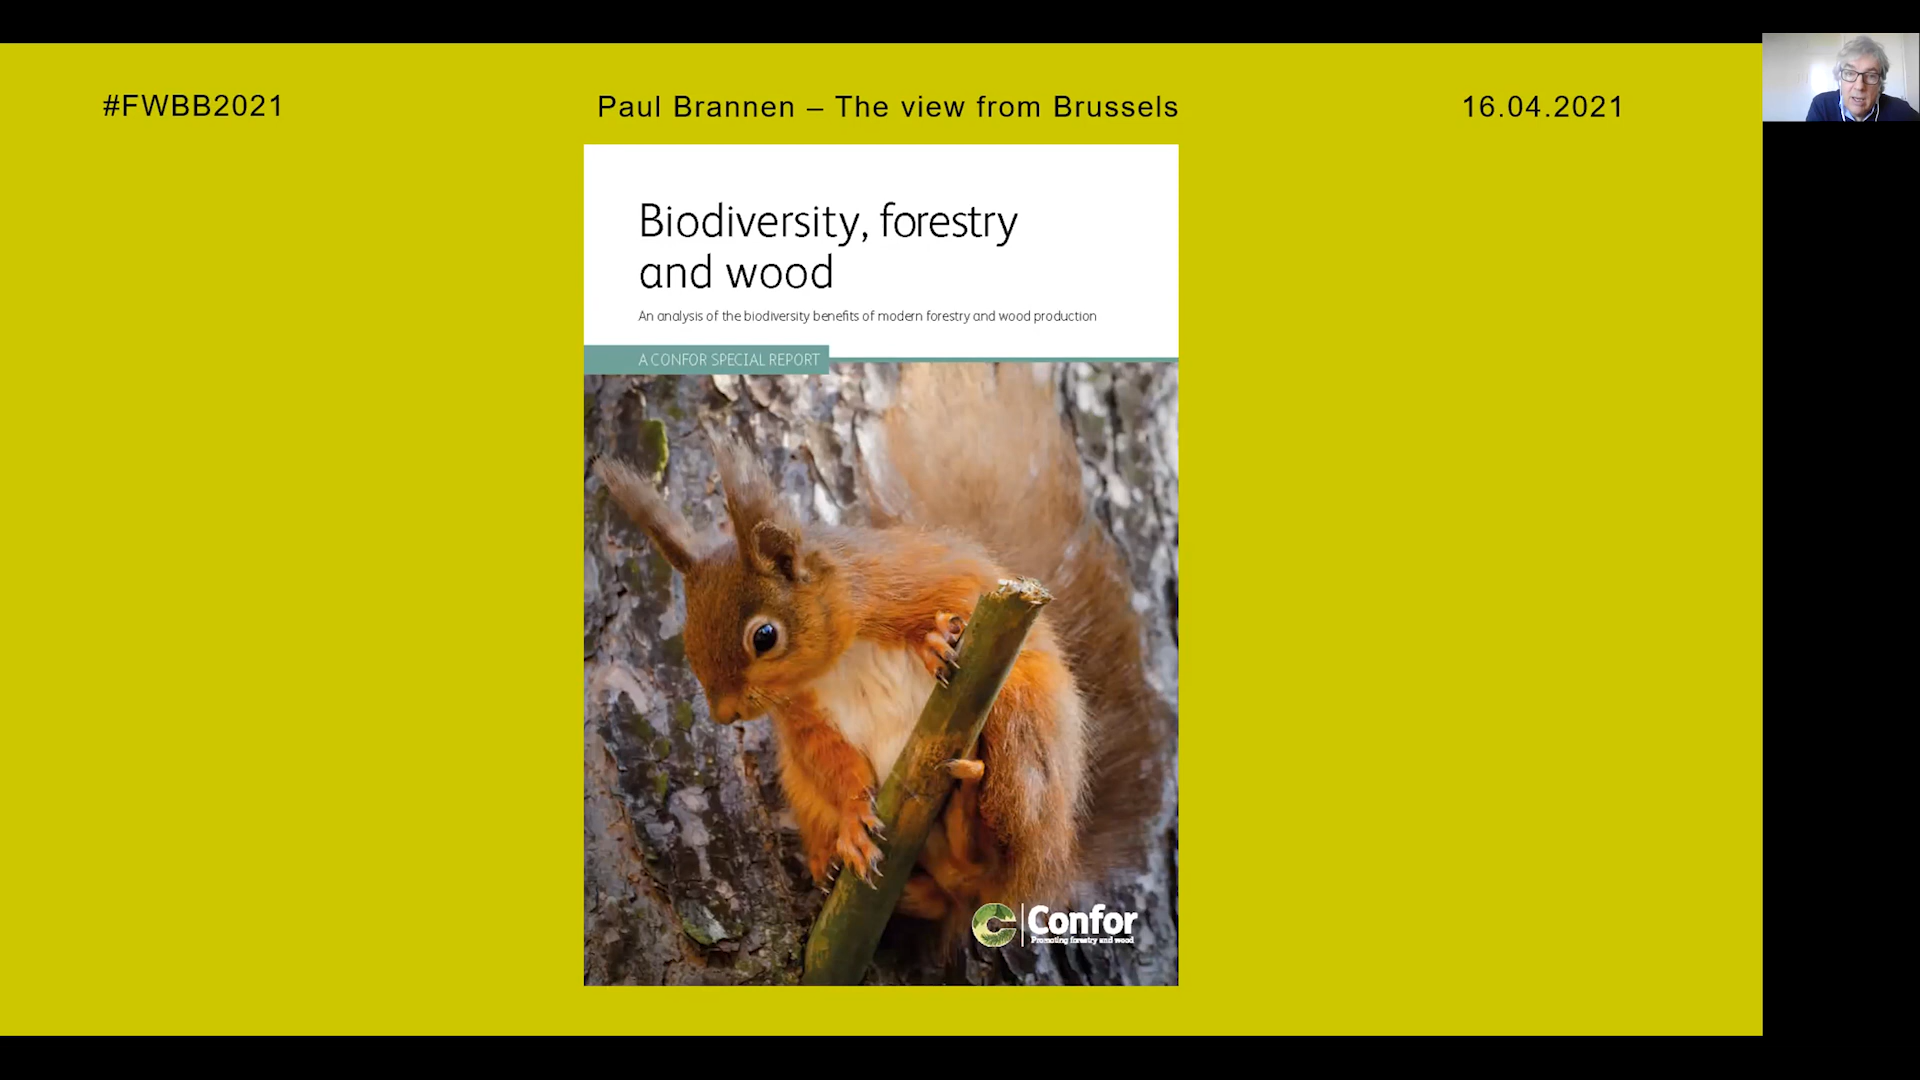 #FWBB2021
Paul Brannen – The view from Brussels
16.04.2021
Biodiversity, forestry
and wood
An analysis of the biodiversity benefits of modern forestry and wood production
A CONFOR SPECIAL REPORT
Confor
Promoting forestry and wood